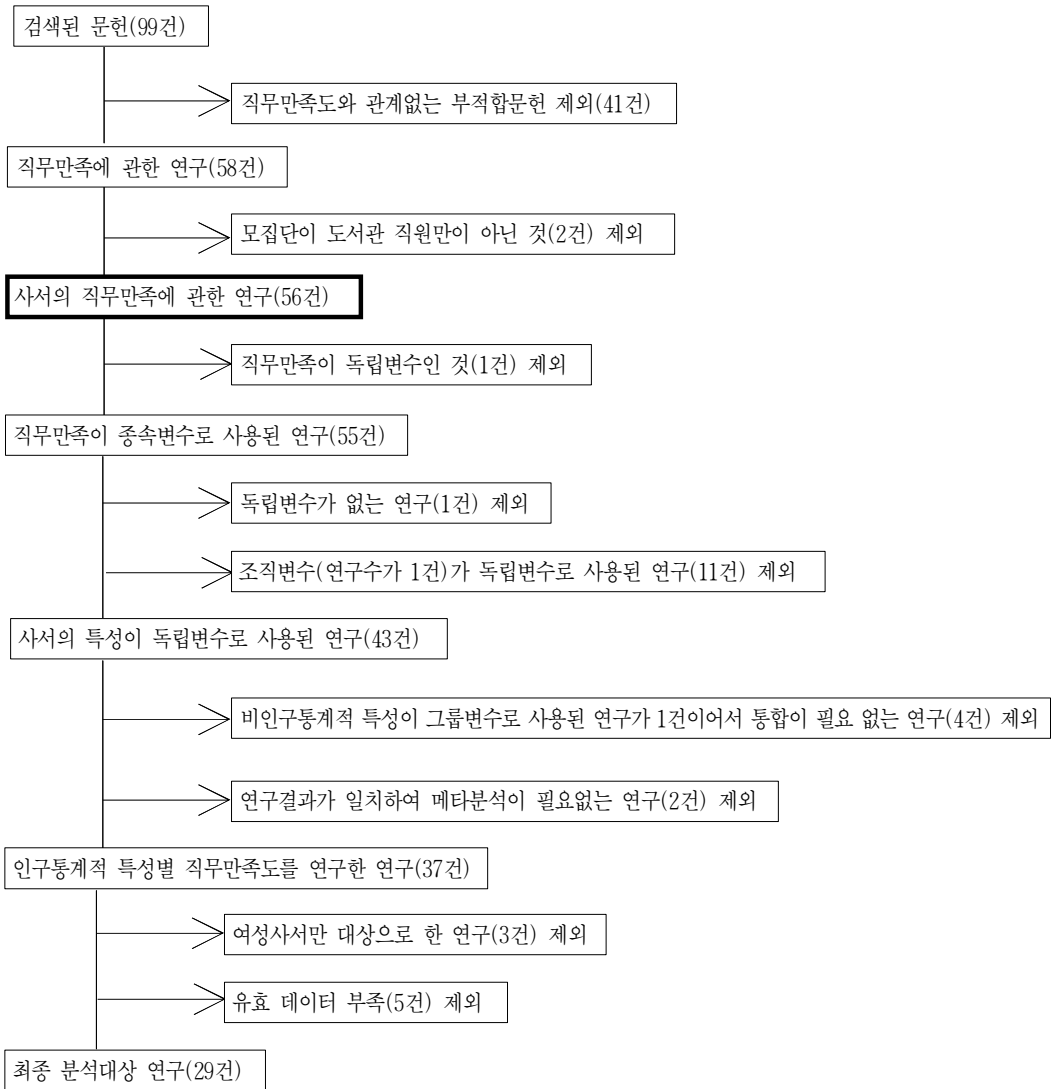 검색된 문헌(99건)
직무만족도와 관계없는 부적합문헌 제외(41건)
직무만족에 관한 연구(58건)
모집단이 도서관 직원만이 아닌 것(2건) 제외
사서의 직무만족에 관한 연구(56건)
직무만족이 독립변수인 것(1건) 제외
직무만족이 종속변수로 사용된 연구(55건)
독립변수가 없는 연구(1건) 제외
조직변수(연구수가 1건)가 독립변수로 사용된 연구(11건) 제외
사서의 특성이 독립변수로 사용된 연구(43건)
비인구통계적 특성이 그룹변수로 사용된 연구가 1건이어서 통합이 필요 없는 연구(4건) 제외
연구결과가 일치하여 메타분석이 필요없는 연구(2건) 제외
인구통계적 특성별 직무만족도를 연구한 연구(37건)
여성사서만 대상으로 한 연구(3건) 제외
유효 데이터 부족(5건) 제외
최종 분석대상 연구(29건)